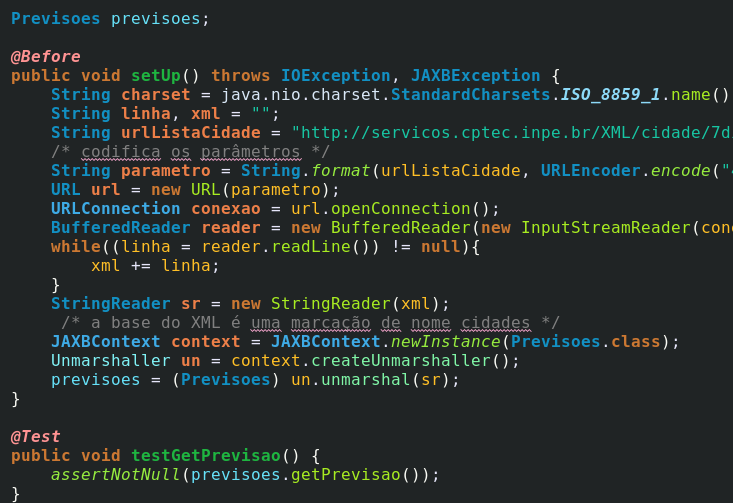 Previsoes previsoes;
@Before
public void setUp() throws IOException, JAXBException {
String charset = java.nio.charset.StandardCharsets.ISO_8859_1.name()
String linha, xml = "";
String urlListaCidade = "http://servicos.cptec.inpe.br/XML/cidade/7d
/* codifica os parâmetros */
String parametro = String.format(urlListaCidade, URLEncoder.encode("
URL url = new URL(parametro);
URLConnection conexao = url.openConnection();
BufferedReader reader = new BufferedReader(new InputStreamReader(con
while((linha = reader.readLine()) != null){
xml += linha;
}
StringReader sr = new StringReader(xml);
/* a base do XML é uma marcação de nome cidades */
JAXBContext context = JAXBContext.newInstance(Previsoes.class);
Unmarshaller un = context.createUnmarshaller();
previsoes = (Previsoes) un.unmarshal(sr);
}
@Test
public void testGetPrevisao() {
assertNotNull(previsoes.getPrevisao());
}